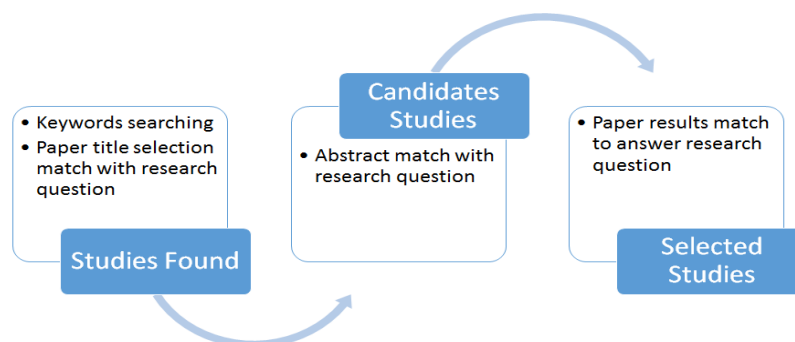 • Keywords searching
• Paper title selection
match with research
question
Studies Found
Candidates
Studies
• Abstract match with
research question
• Paper results match
to answer research
question
Selected
Studies